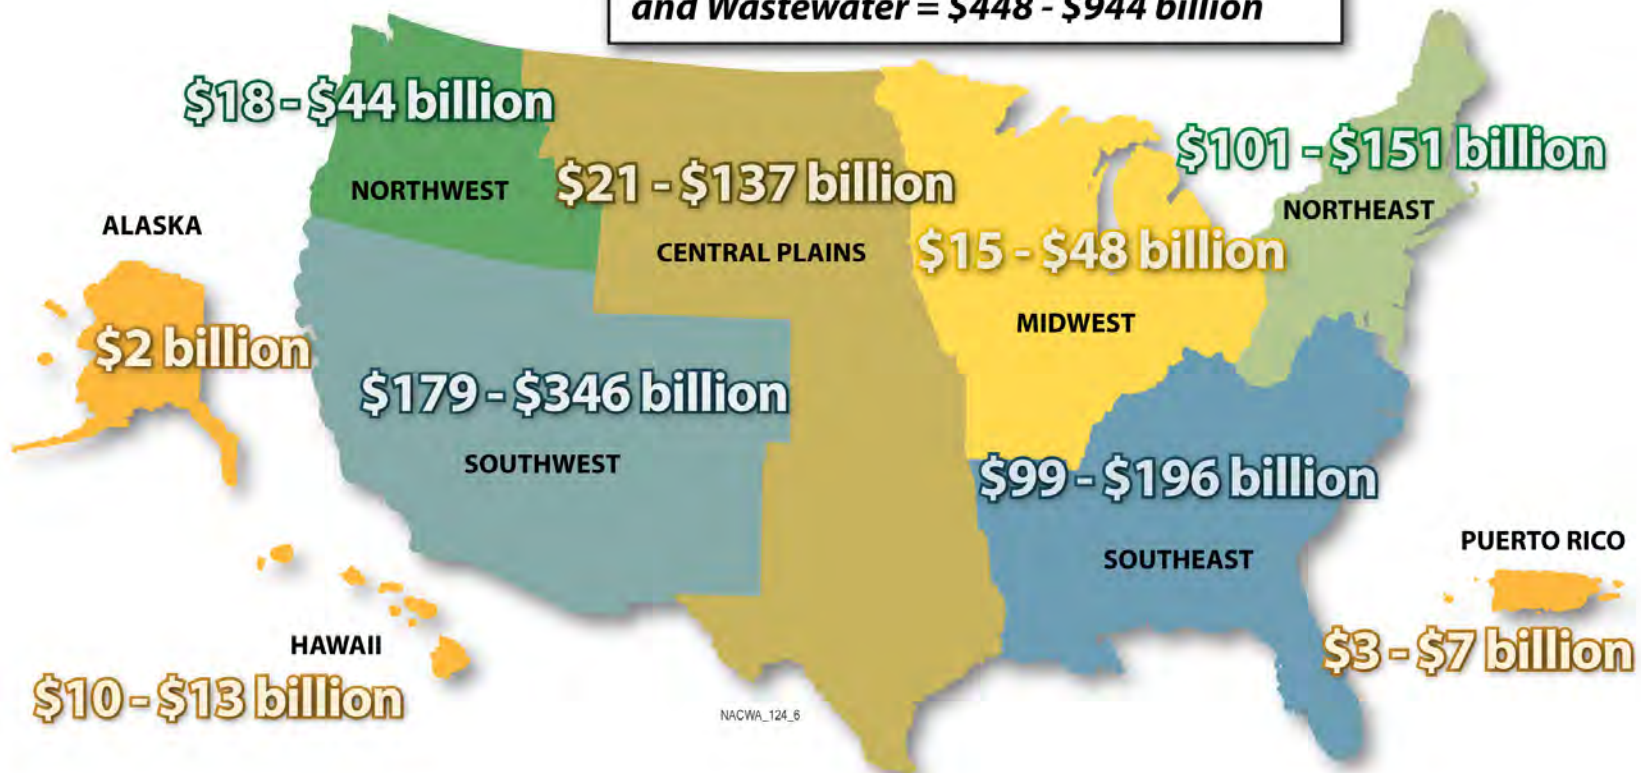 and Wastewater = $448 - $944 billion
$18 - $44 billion
NORTHWEST
$21 - $137 billion
CENTRAL PLAINS
$101 - $151 billion
NORTHEAST
$15 - $48 billion
MIDWEST
ALASKA
$2 billion
$179 - $346 billion
SOUTHWEST
$99 - $196 billion
SOUTHEAST
PUERTO RICO
$3 - $7 billion
HAWAII
$10 - $13 billion
NACWA_124_6